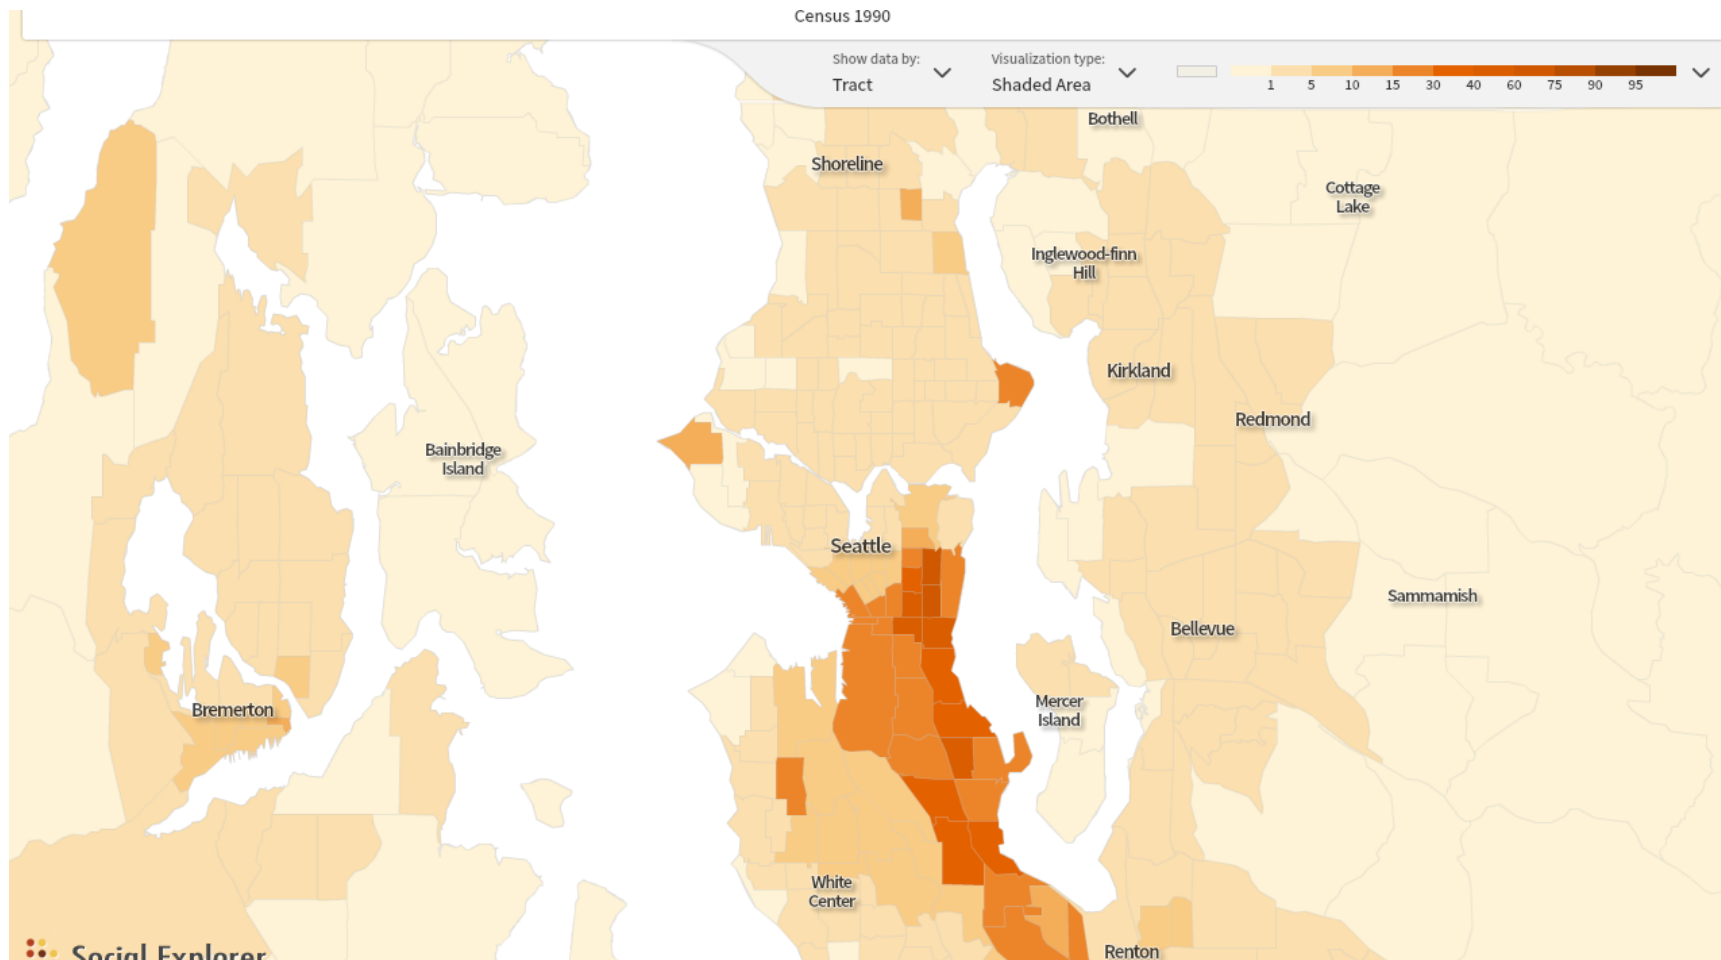 Census 1990
Show data by:
Tract
Visualization type:
Shaded Area
1 5 10 15 30 40 60 75 90 95
Bothell
Shoreline
Cottage
Lake
Inglewood-finn
Hill
Kirkland
Redmond
Bainbridge
Island
Seattle
Sammamish
Bellevue
Mercer
Island
Bremerton
White
Center
Renton
Social Explorer